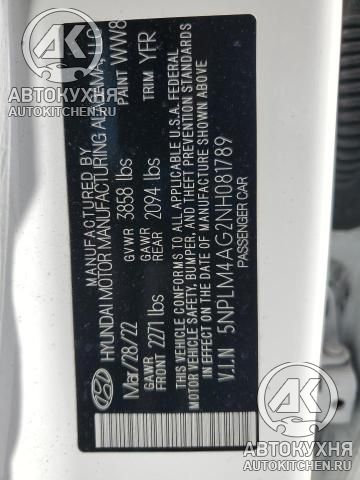 MANUFACTURED BY
HYUNDAI MOTOR MANUFACTURING ALABAMA, LLC
Mar/28/22 GVWR 3858 lbs PAINT WW8
GAWR FRONT 2271 lbs GAWR REAR 2094 lbs TRIM YFR
THIS VEHICLE CONFORMS TO ALL APPLICABLE U.S.A. FEDERAL
MOTOR VEHICLE SAFETY, BUMPER, AND THEFT PREVENTION STANDARDS
IN EFFECT ON THE DATE OF MANUFACTURE SHOWN ABOVE.
V.I.N 5NPLM4AG2NH081789
PASSENGER CAR
АВТОКУХНЯ
AVTOKUHNIA.RU
АВТОКУХНЯ
AVTOKUHNIA.RU